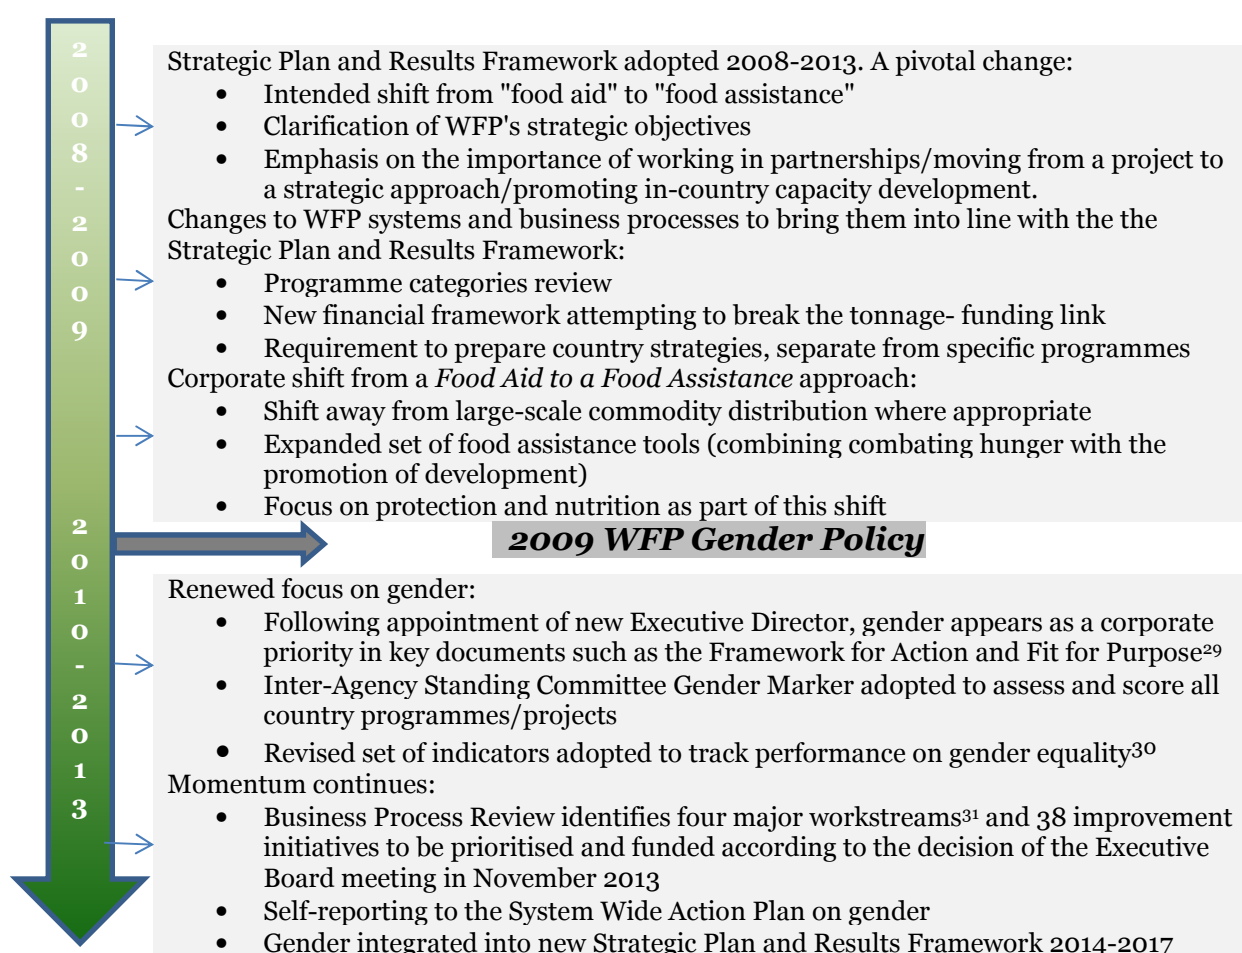 2008-2009
Strategic Plan and Results Framework adopted 2008-2013. A pivotal change:
• Intended shift from "food aid" to "food assistance"
• Clarification of WFP's strategic objectives
• Emphasis on the importance of working in partnerships/moving from a project to
a strategic approach/promoting in-country capacity development.
Changes to WFP systems and business processes to bring them into line with the the
Strategic Plan and Results Framework:
• Programme categories review
• New financial framework attempting to break the tonnage- funding link
• Requirement to prepare country strategies, separate from specific programmes
Corporate shift from a Food Aid to a Food Assistance approach:
• Shift away from large-scale commodity distribution where appropriate
• Expanded set of food assistance tools (combining combating hunger with the
promotion of development)
• Focus on protection and nutrition as part of this shift
2009 WFP Gender Policy
2010-2013
Renewed focus on gender:
• Following appointment of new Executive Director, gender appears as a corporate
priority in key documents such as the Framework for Action and Fit for Purpose²⁹
• Inter-Agency Standing Committee Gender Marker adopted to assess and score all
country programmes/projects
• Revised set of indicators adopted to track performance on gender equality³⁰
Momentum continues:
• Business Process Review identifies four major workstreams³¹ and 38 improvement
initiatives to be prioritised and funded according to the decision of the Executive
Board meeting in November 2013
• Self-reporting to the System Wide Action Plan on gender
• Gender integrated into new Strategic Plan and Results Framework 2014-2017